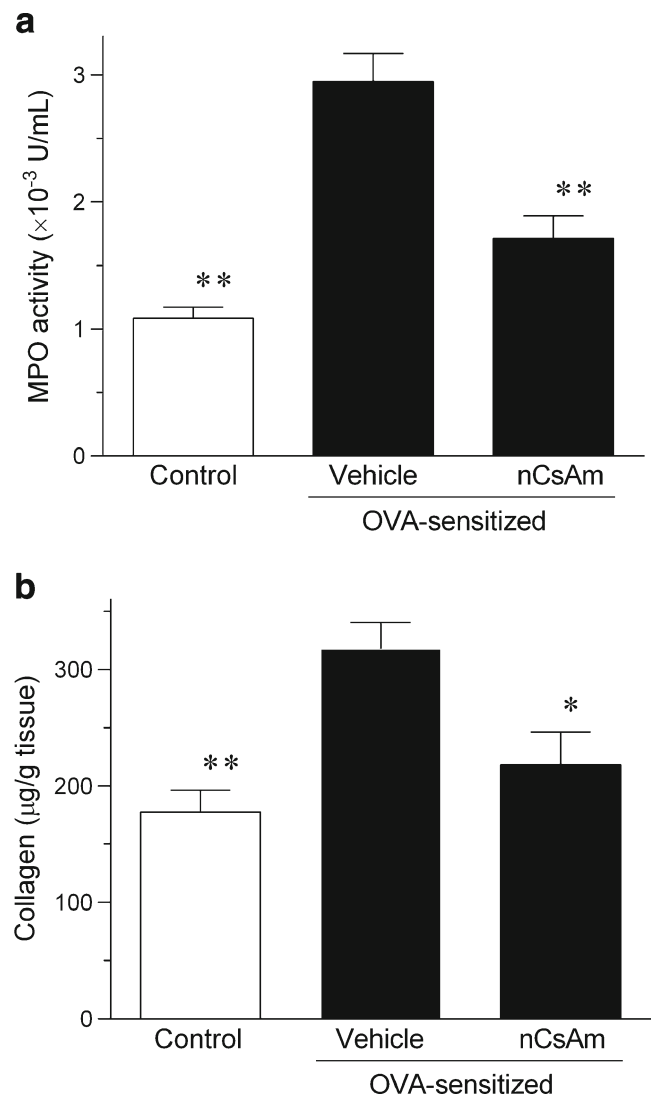 a
MPO activity (×10⁻³ U/mL)
3
2
1
0
**
**
Control
Vehicle
nCsAm
OVA-sensitized
b
Collagen (μg/g tissue)
300
200
100
0
**
*
Control
Vehicle
nCsAm
OVA-sensitized